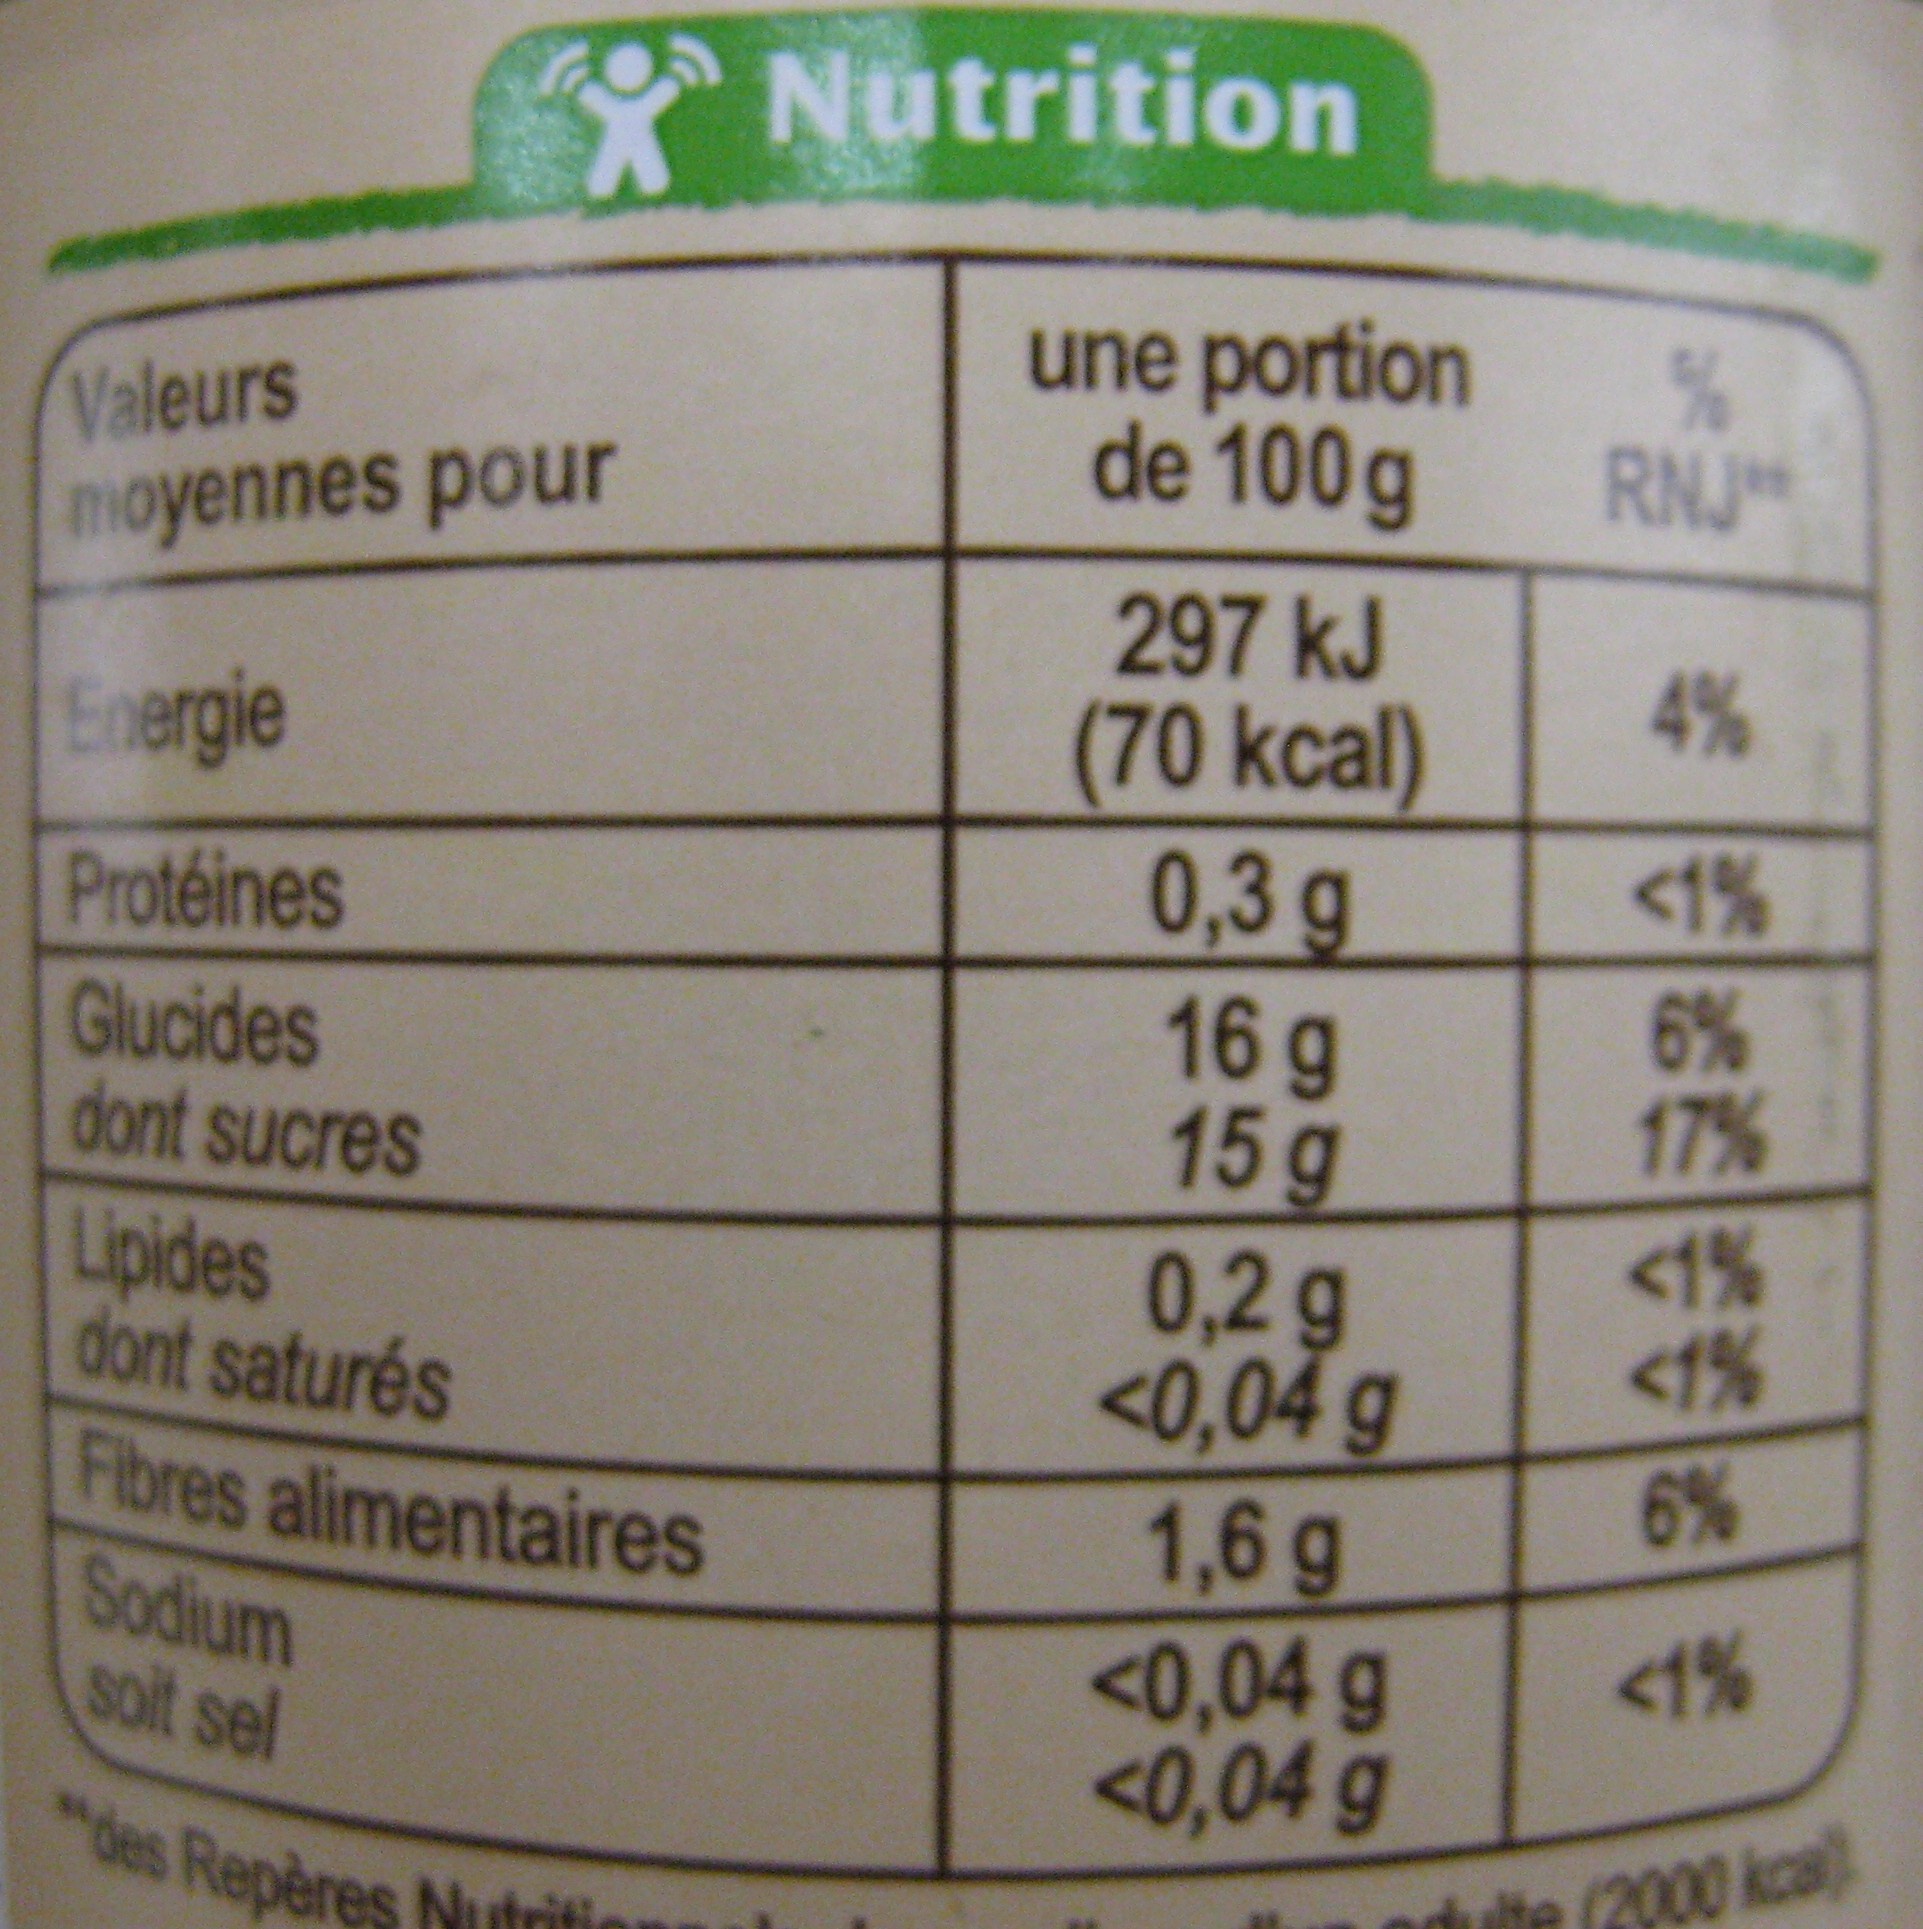 Nutrition
Valeurs
moyennes pour
une portion
de 100 g
%
RNJ**
Energie
297 kJ
(70 kcal)
4%
Protéines
0,3 g
<1%
Glucides
16 g
6%
dont sucres
15 g
17%
Lipides
0,2 g
<1%
dont saturés
<0,04 g
<1%
Fibres alimentaires
1,6 g
6%
Sodium
<0,04 g
<1%
soit sel
<0,04 g
**des Repères adulte (2000 kcal).